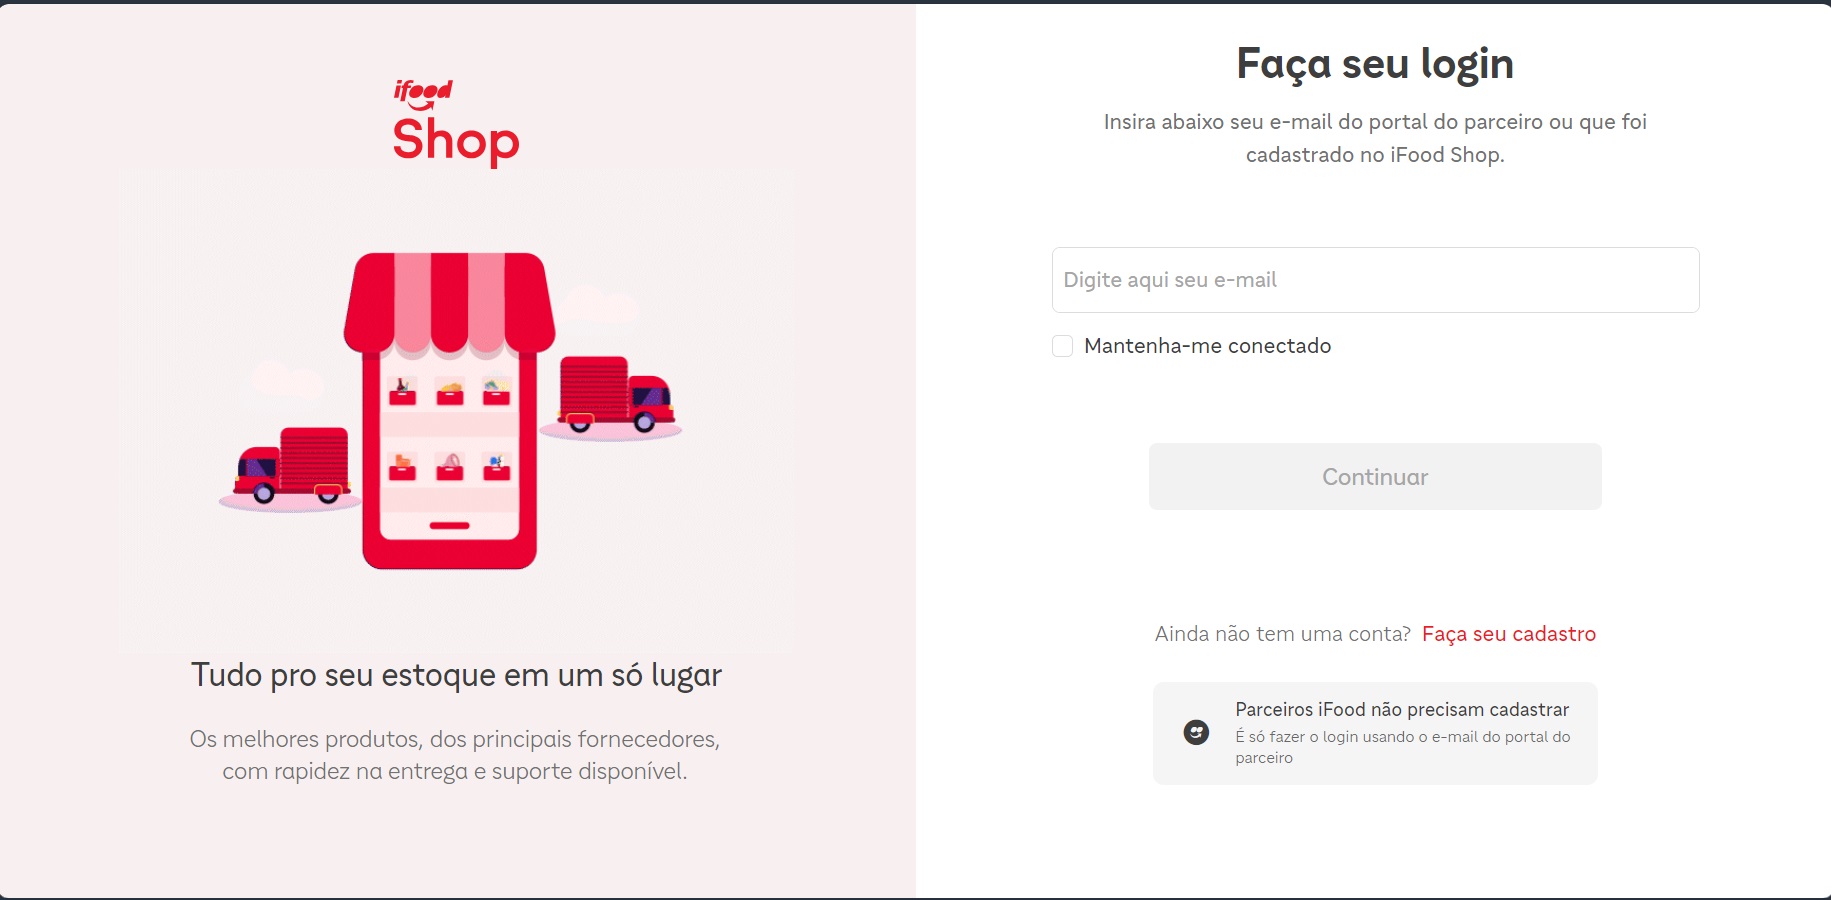 ifood
Shop
Tudo pro seu estoque em um só lugar
Os melhores produtos, dos principais fornecedores,
com rapidez na entrega e suporte disponível.
Faça seu login
Insira abaixo seu e-mail do portal do parceiro ou que foi
cadastrado no iFood Shop.
Digite aqui seu e-mail
Mantenha-me conectado
Continuar
Ainda não tem uma conta? Faça seu cadastro
Parceiros iFood não precisam cadastrar
É só fazer o login usando o e-mail do portal do
parceiro